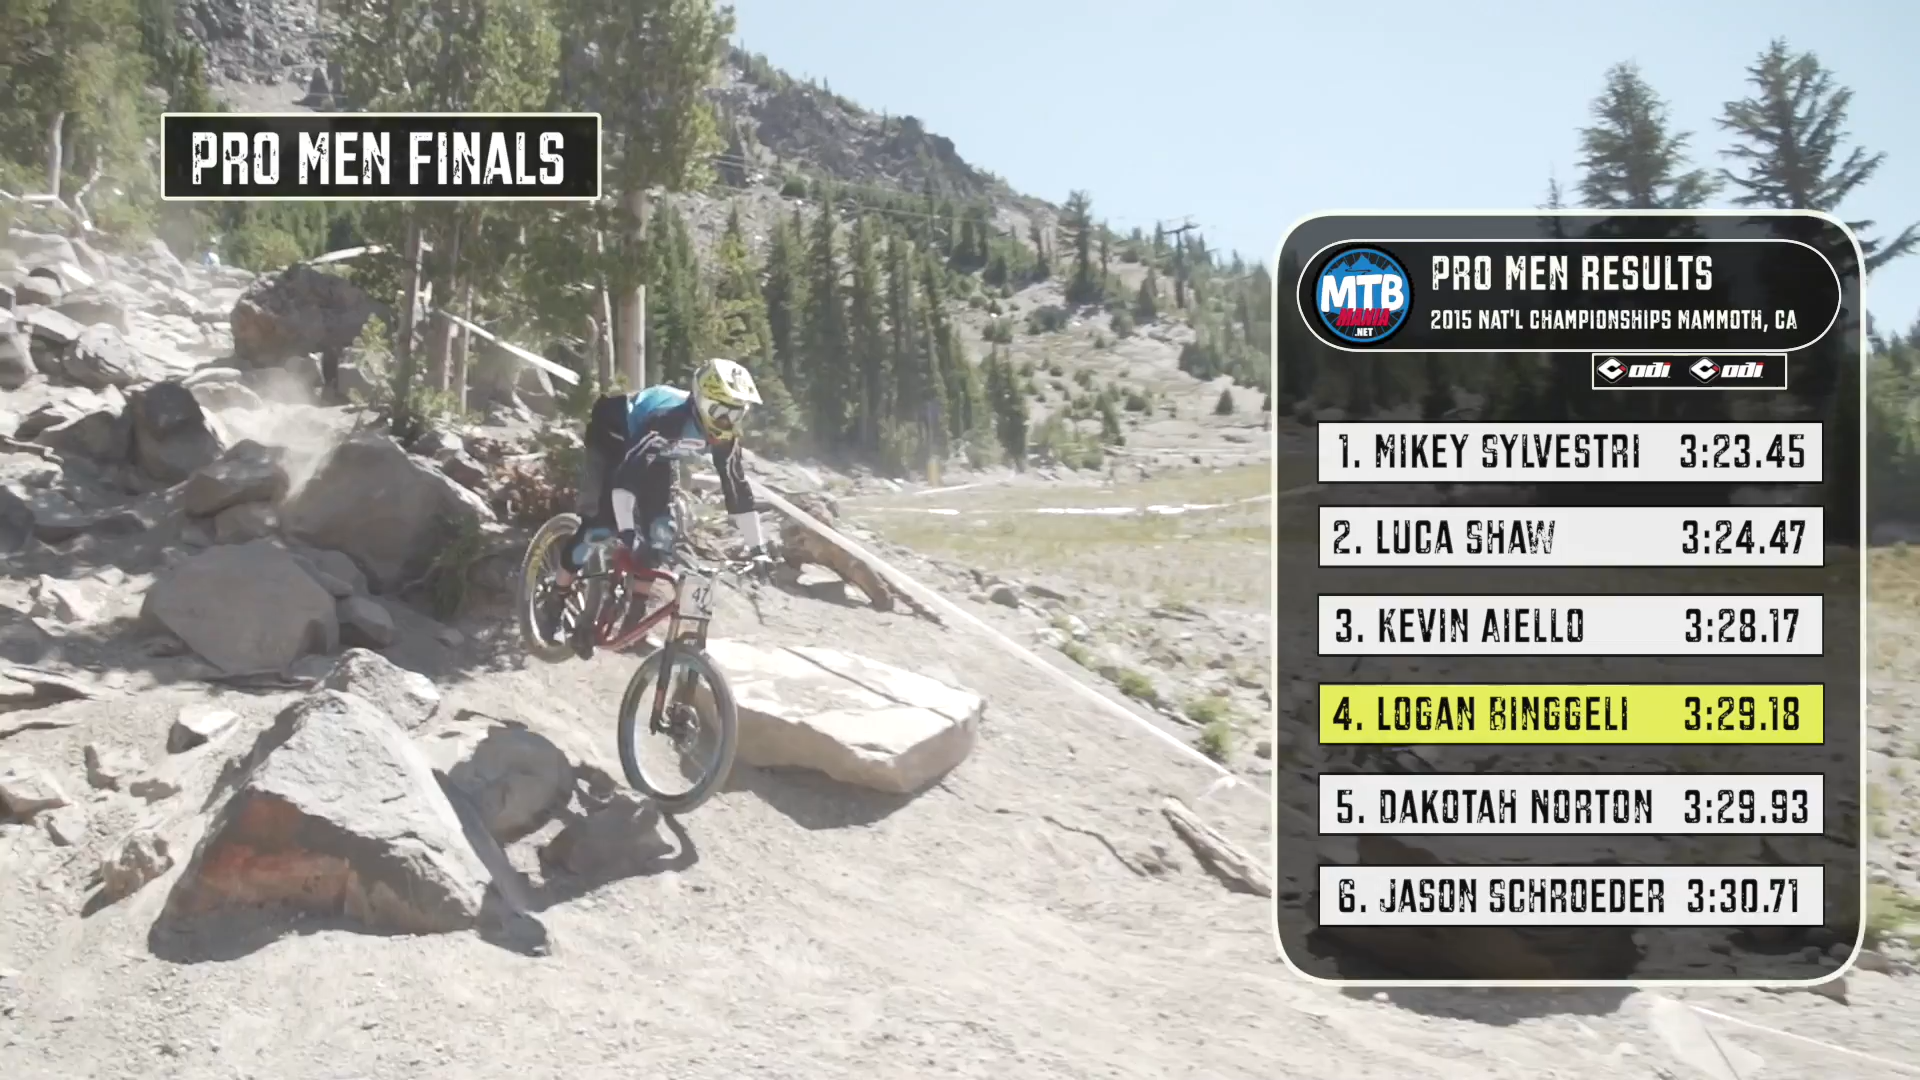 PRO MEN FINALS
MTB
MANIA
.NET
PRO MEN RESULTS
2015 NAT'L CHAMPIONSHIPS MAMMOTH, CA
ODI ODI
1. MIKEY SYLVESTRI 3:23.45
2. LUCA SHAW 3:24.47
3. KEVIN AIELLO 3:28.17
4. LOGAN BINGGELI 3:29.18
5. DAKOTAH NORTON 3:29.93
6. JASON SCHROEDER 3:30.71
47